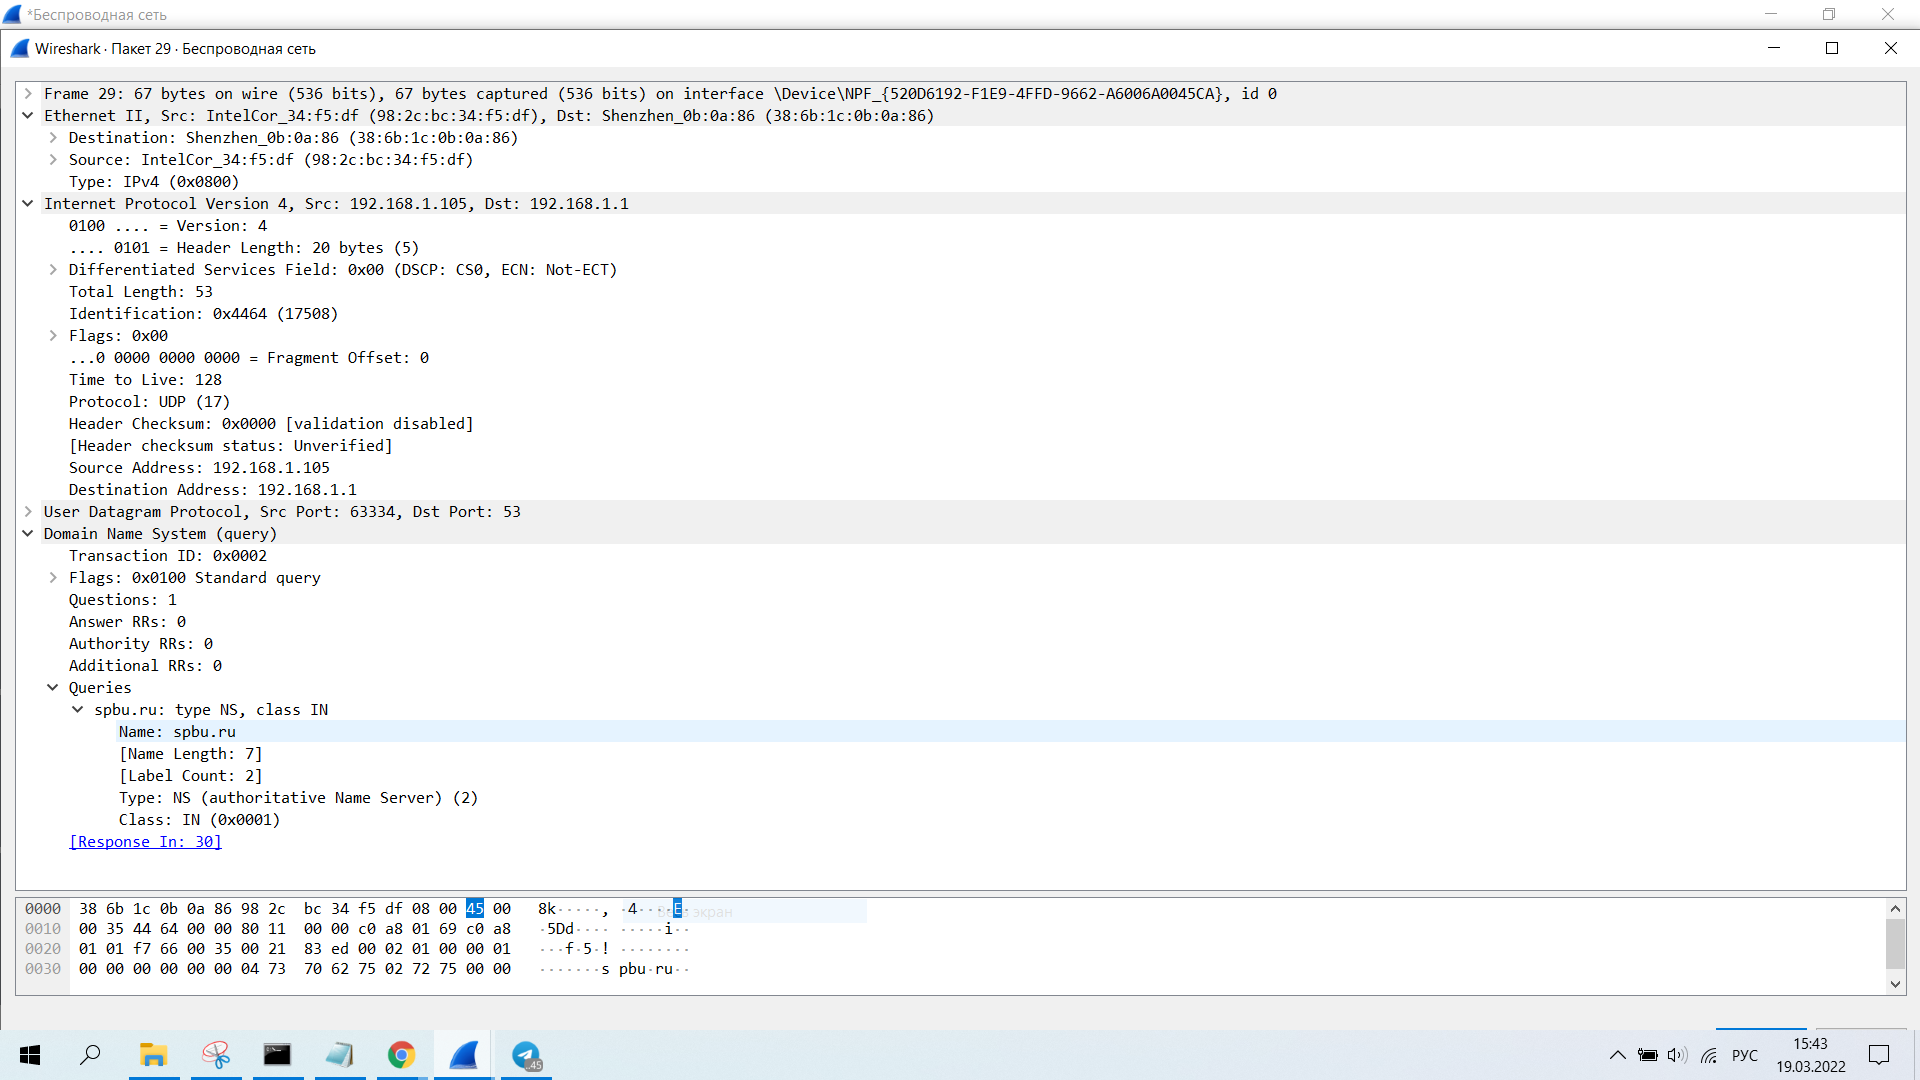 *Беспроводная сеть
Wireshark · Пакет 29 · Беспроводная сеть
Frame 29: 67 bytes on wire (536 bits), 67 bytes captured (536 bits) on interface \Device\NPF_{520D6192-F1E9-4FFD-9662-A6006A0045CA}, id 0
Ethernet II, Src: IntelCor_34:f5:df (98:2c:bc:34:f5:df), Dst: Shenzhen_0b:0a:86 (38:6b:1c:0b:0a:86)
Destination: Shenzhen_0b:0a:86 (38:6b:1c:0b:0a:86)
Source: IntelCor_34:f5:df (98:2c:bc:34:f5:df)
Type: IPv4 (0x0800)
Internet Protocol Version 4, Src: 192.168.1.105, Dst: 192.168.1.1
0100 .... = Version: 4
.... 0101 = Header Length: 20 bytes (5)
Differentiated Services Field: 0x00 (DSCP: CS0, ECN: Not-ECT)
Total Length: 53
Identification: 0x4464 (17508)
Flags: 0x00
...0 0000 0000 0000 = Fragment Offset: 0
Time to Live: 128
Protocol: UDP (17)
Header Checksum: 0x0000 [validation disabled]
[Header checksum status: Unverified]
Source Address: 192.168.1.105
Destination Address: 192.168.1.1
User Datagram Protocol, Src Port: 63334, Dst Port: 53
Domain Name System (query)
Transaction ID: 0x0002
Flags: 0x0100 Standard query
Questions: 1
Answer RRs: 0
Authority RRs: 0
Additional RRs: 0
Queries
spbu.ru: type NS, class IN
Name: spbu.ru
[Name Length: 7]
[Label Count: 2]
Type: NS (authoritative Name Server) (2)
Class: IN (0x0001)
[Response In: 30]
0000 38 6b 1c 0b 0a 86 98 2c bc 34 f5 df 08 00 45 00 8k·····, ·4····E·
0010 00 35 44 64 00 00 80 11 00 00 c0 a8 01 69 c0 a8 ·5Dd···· ·····i··
0020 01 01 f7 66 00 35 00 21 83 ed 00 02 01 00 00 01 ···f·5·! ········
0030 00 00 00 00 00 00 04 73 70 62 75 02 72 75 00 00 ·······s pbu·ru··
экран
45
РУС
15:43
19.03.2022